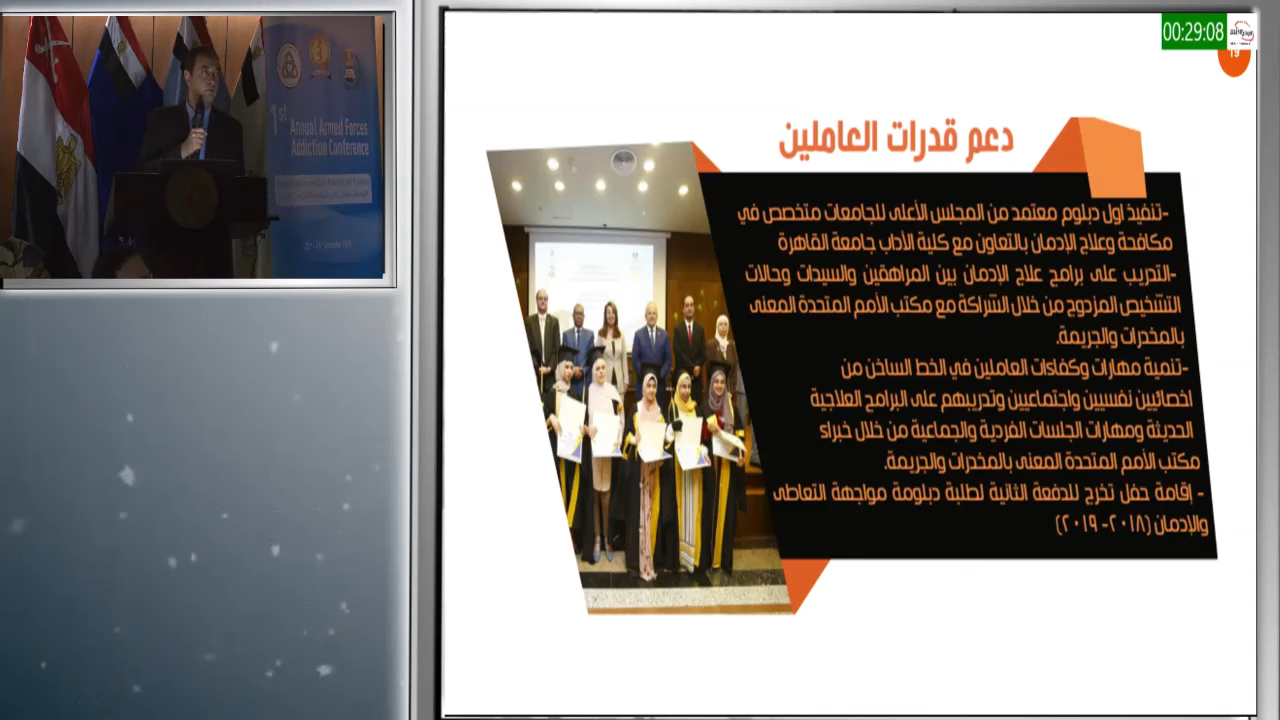 1st
Annual Armed Forces
Addiction Conference
00:29:08
19
دعم قدرات العاملين
-تنفيذ اول دبلوم معتمد من المجلس الأعلى للجامعات متخصص في
مكافحة وعلاج الإدمان بالتعاون مع كلية الأداب جامعة القاهرة
-التدريب على برامج علاج الإدمان بين المراهقين والسيدات وحالات
التشخيص المزدوج من خلال الشراكة مع مكتب الأمم المتحدة المعنى
بالمخدرات والجريمة.
-تنمية مهارات وكفاءات العاملين في الخط الساخن من
اخصائيين نفسيين واجتماعيين وتدريبهم على البرامج العلاجية
الحديثة ومهارات الجلسات الفردية والجماعية من خلال خبراء
مكتب الأمم المتحدة المعنى بالمخدرات والجريمة.
- إقامة حفل تخرج للدفعة الثانية لطلبة دبلومة مواجهة التعاطى
والإدمان (٢٠١٨- ٢٠١٩)